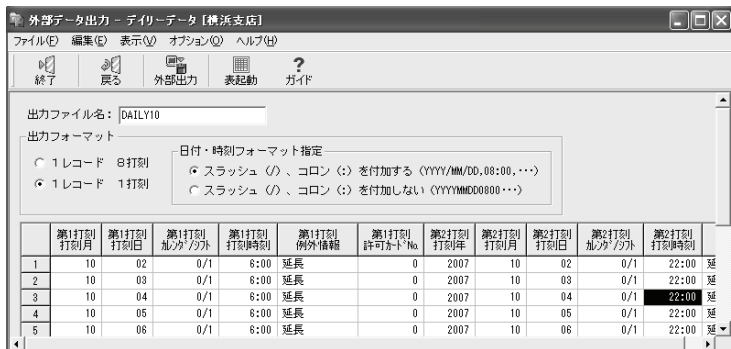 外部データ出力 - デイリーデータ [横浜支店]
ファイル(F) 編集(E) 表示(V) オプション(O) ヘルプ(H)
終了 戻る 外部出力 表起動 ガイド
出力ファイル名: DAILY10
出力フォーマット
日付・時刻フォーマット指定
1レコード 8打刻
スラッシュ(/)、コロン(:)を付加する (YYYY/MM/DD,08:00,・・・)
1レコード 1打刻
スラッシュ(/)、コロン(:)を付加しない (YYYYMMDD0800・・・)
第1打刻 第1打刻 第1打刻 第1打刻 第1打刻 第1打刻 第2打刻 第2打刻 第2打刻 第2打刻 第2打刻
打刻月 打刻日 カレンダ/シフト 打刻時刻 例外情報 許可カードNo. 打刻年 打刻月 打刻日 カレンダ/シフト 打刻時刻
1 10 02 0/1 6:00 延長 0 2007 10 02 0/1 22:00 延
2 10 03 0/1 6:00 延長 0 2007 10 03 0/1 22:00 延
3 10 04 0/1 6:00 延長 0 2007 10 04 0/1 22:00 延
4 10 05 0/1 6:00 延長 0 2007 10 05 0/1 22:00 延
5 10 06 0/1 6:00 延長 0 2007 10 06 0/1 22:00 延